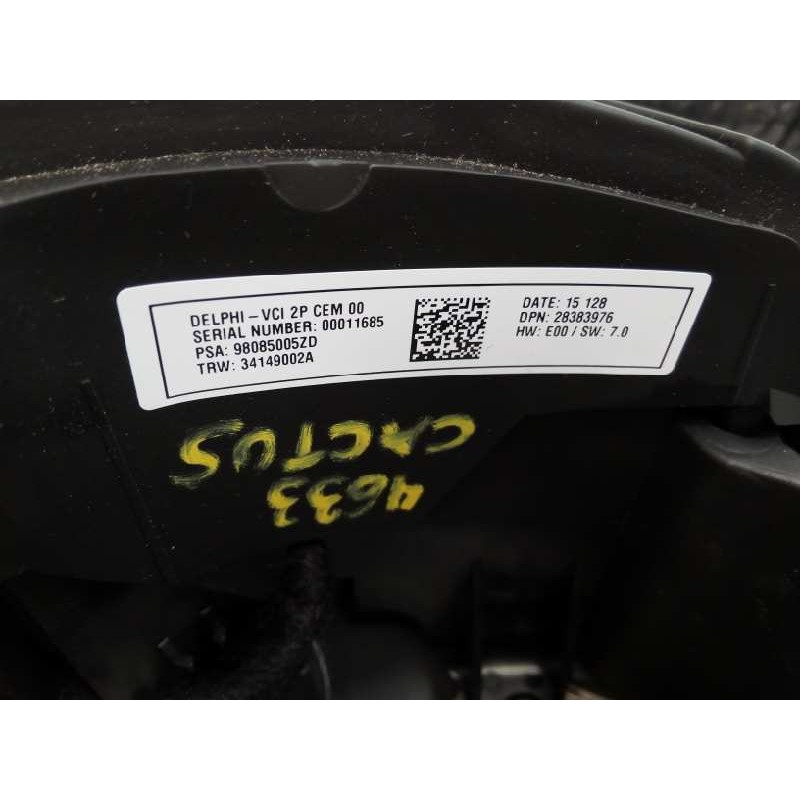 DELPHI - VCI 2P CEM 00
SERIAL NUMBER: 00011685
PSA: 98085005ZD
TRW: 34149002A
DATE: 15 128
DPN: 28383976
HW: E00 / SW: 7.0
4633
CACTUS